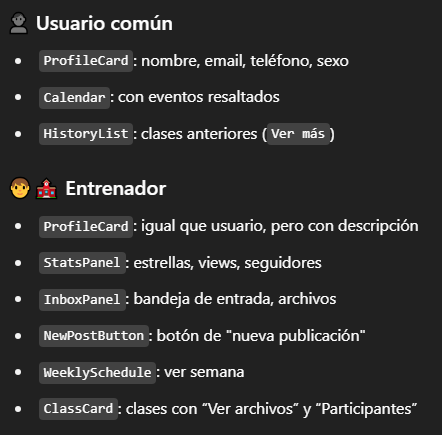 Usuario común
ProfileCard: nombre, email, teléfono, sexo
Calendar: con eventos resaltados
HistoryList: clases anteriores (Ver más)
Entrenador
ProfileCard: igual que usuario, pero con descripción
StatsPanel: estrellas, views, seguidores
InboxPanel: bandeja de entrada, archivos
NewPostButton: botón de "nueva publicación"
WeeklySchedule: ver semana
ClassCard: clases con “Ver archivos” y “Participantes”